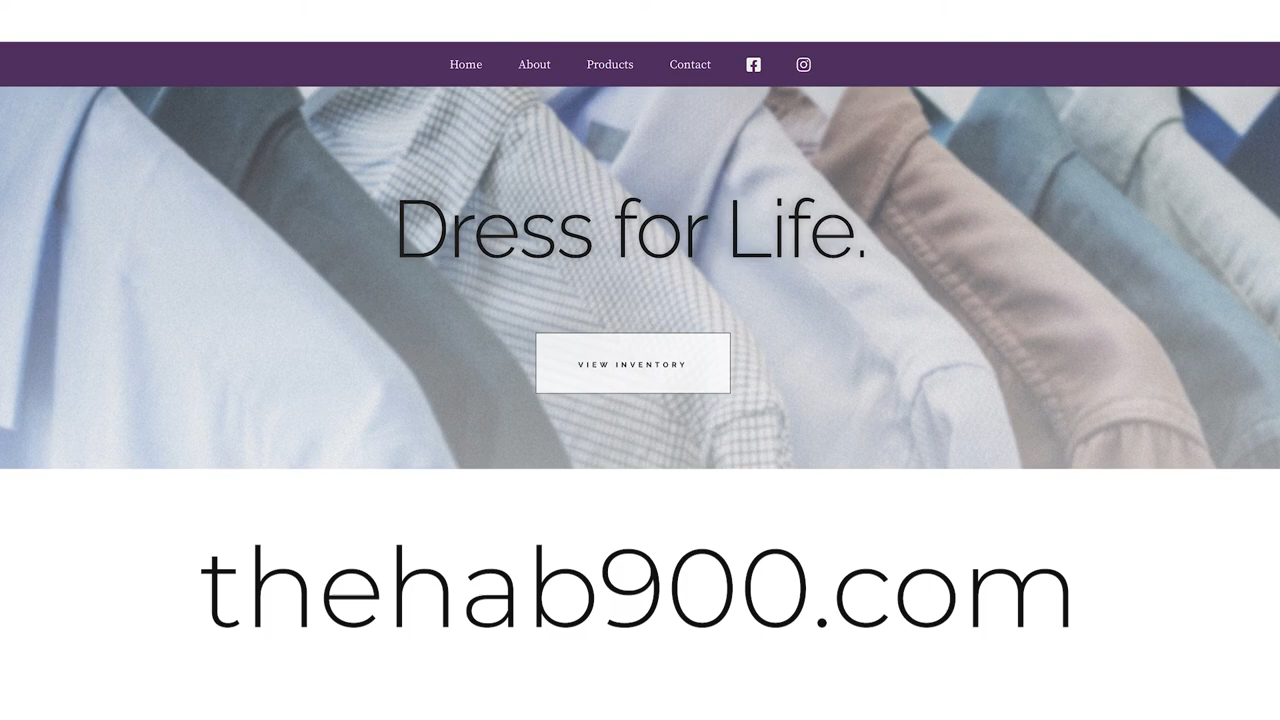 Home About Products Contact
Dress for Life.
VIEW INVENTORY
thehab900.com